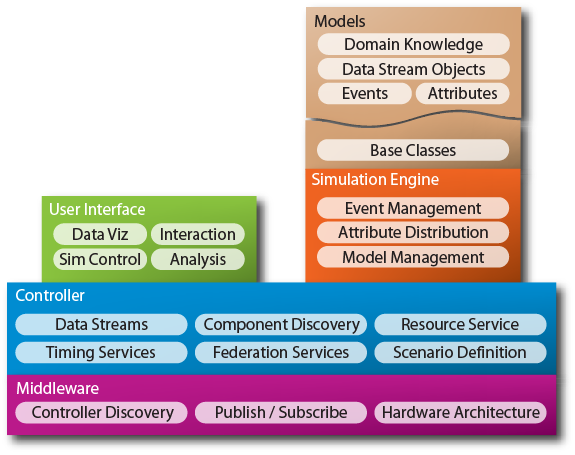 Models
Domain Knowledge
Data Stream Objects
Events Attributes
Base Classes
Simulation Engine
Event Management
Attribute Distribution
Model Management
User Interface
Data Viz Interaction
Sim Control Analysis
Controller
Data Streams Component Discovery Resource Service
Timing Services Federation Services Scenario Definition
Middleware
Controller Discovery Publish / Subscribe Hardware Architecture